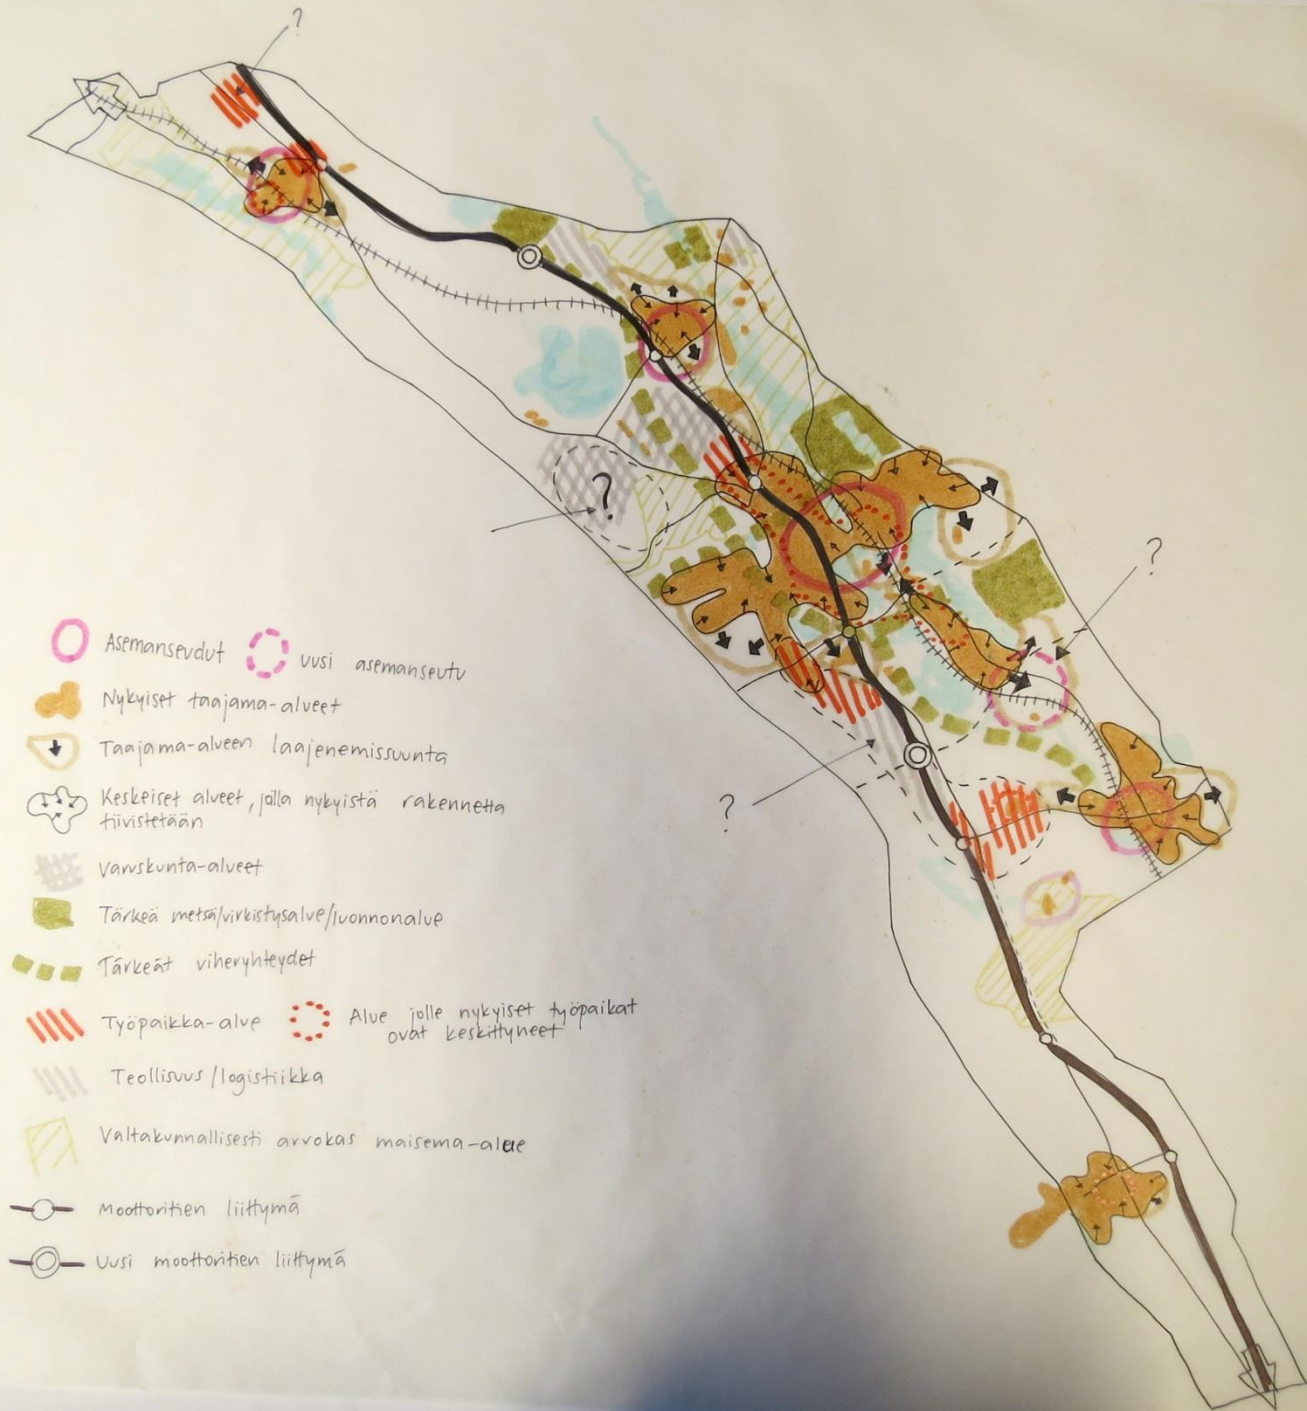 ?
?
?
?
Asemanseudut
uusi asemanseutu
Nykyiset taajama-alueet
Taajama-alueen laajenemissuunta
Keskeiset alueet, jolla nykyistä rakennetta
tiivistetään
Varuskunta-alueet
Tärkeä metsä/virkistysalue/luonnonalue
Tärkeät viheryhteydet
Työpaikka-alue
Alue jolle nykyiset työpaikat
ovat keskittyneet
Teollisuus/logistiikka
Valtakunnallisesti arvokas maisema-alue
Moottoritien liittymä
Uusi moottoritien liittymä